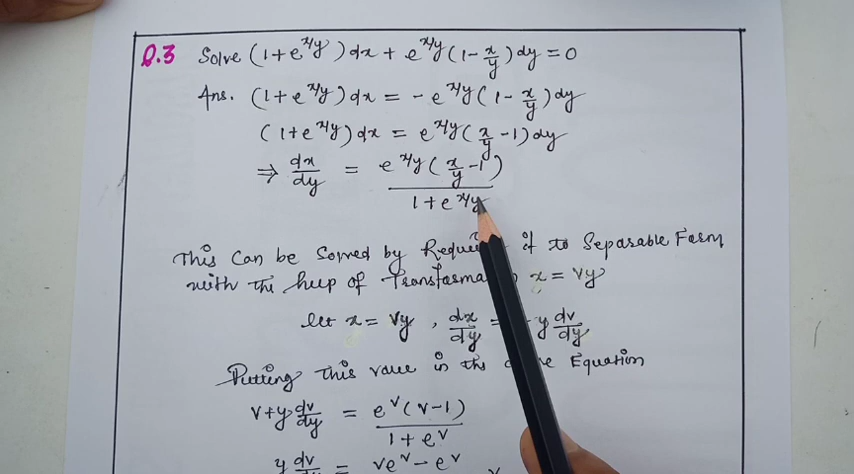 Q.3 Solve (1+e^x/y)dx + e^x/y(1-x/y)dy=0
Ans. (1+e^x/y)dx = -e^x/y(1-x/y)dy
(1+e^x/y)dx = e^x/y(x/y-1)dy
⇒ dx/dy = e^x/y(x/y-1)/1+e^x/y
This Can be Solved by it to Separable Form
with the help of x = vy
let x = vy, dx/dy = y dv/dy
Putting this value in the Equation
v+y dv/dy = e^v(v-1)/1+e^v
y dv/dy = ve^v-e^v